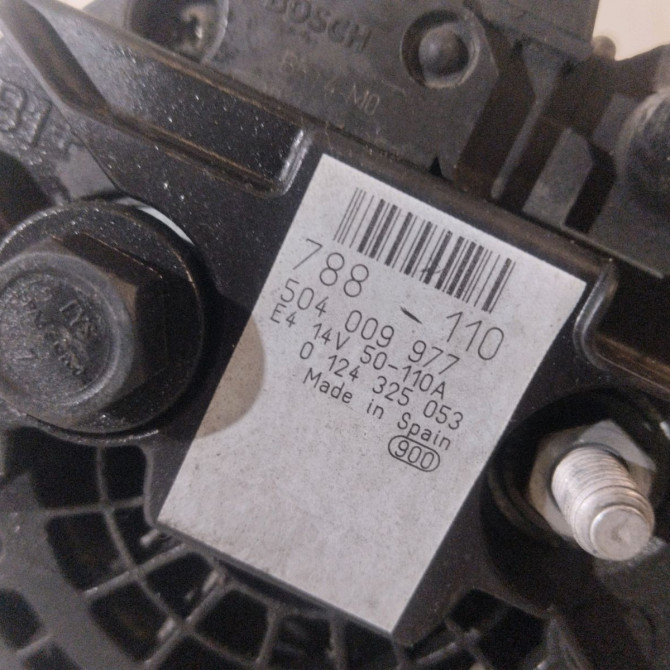 BOSCH
788 - 110
504 009 977
E4 14V 50-110A
0 124 325 053
Made in Spain
900